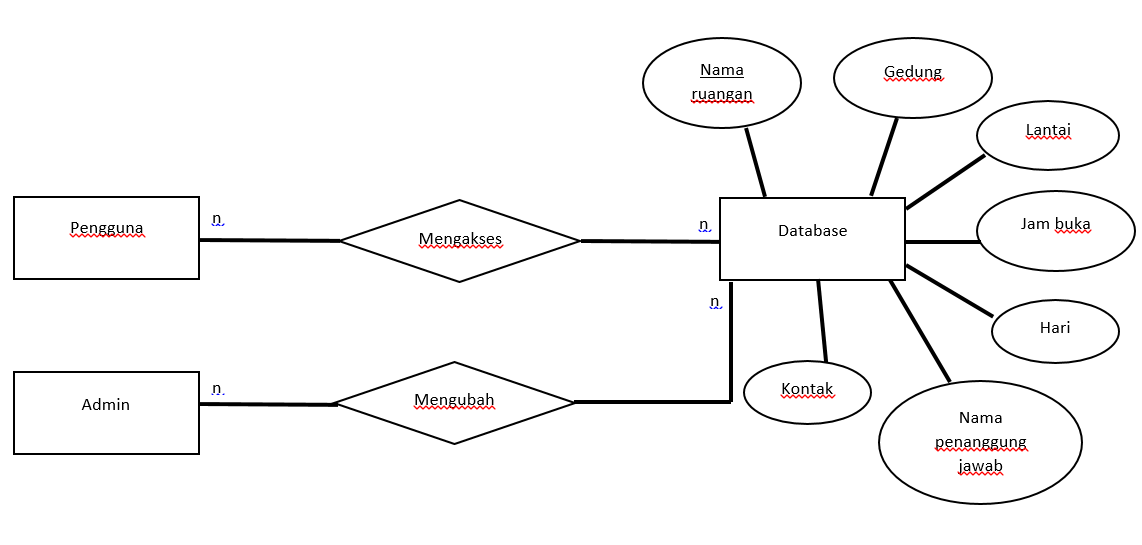 Nama
ruangan
Gedung
Lantai
Pengguna
n
Mengakses
n
Database
Jam buka
n
Hari
Admin
n
Mengubah
Kontak
Nama
penanggung
jawab